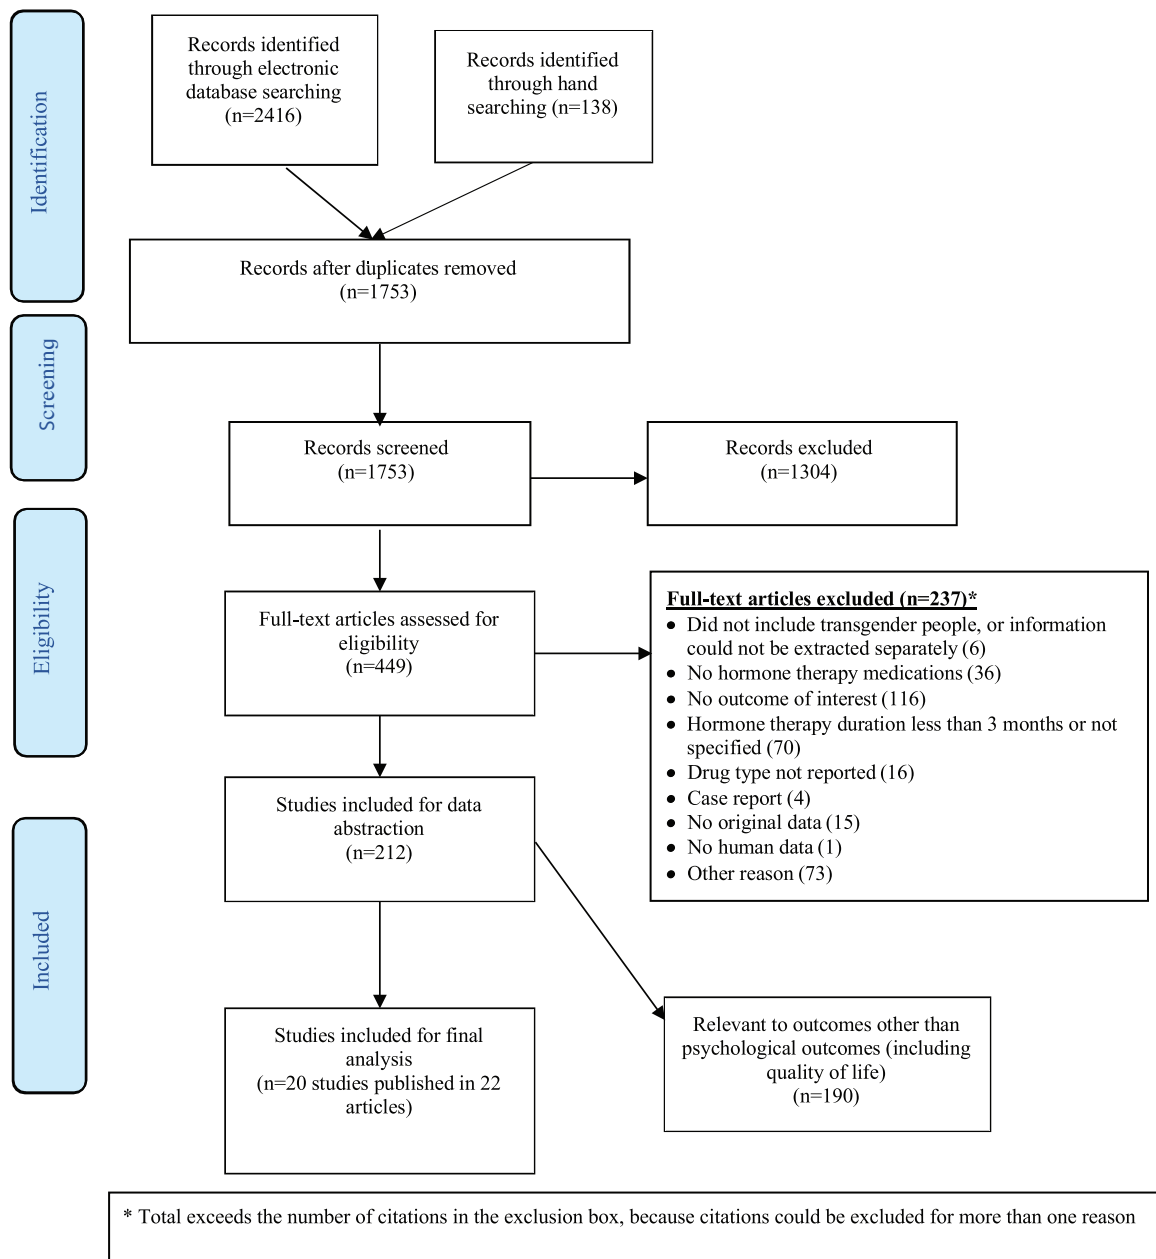 Identification
Records identified
through electronic
database searching
(n=2416)
Records identified
through hand
searching (n=138)
Records after duplicates removed
(n=1753)
Screening
Records screened
(n=1753)
Records excluded
(n=1304)
Eligibility
Full-text articles assessed for
eligibility
(n=449)
Full-text articles excluded (n=237)*
• Did not include transgender people, or information
could not be extracted separately (6)
• No hormone therapy medications (36)
• No outcome of interest (116)
• Hormone therapy duration less than 3 months or not
specified (70)
• Drug type not reported (16)
• Case report (4)
• No original data (15)
• No human data (1)
• Other reason (73)
Studies included for data
abstraction
(n=212)
Included
Studies included for final
analysis
(n=20 studies published in 22
articles)
Relevant to outcomes other than
psychological outcomes (including
quality of life)
(n=190)
* Total exceeds the number of citations in the exclusion box, because citations could be excluded for more than one reason